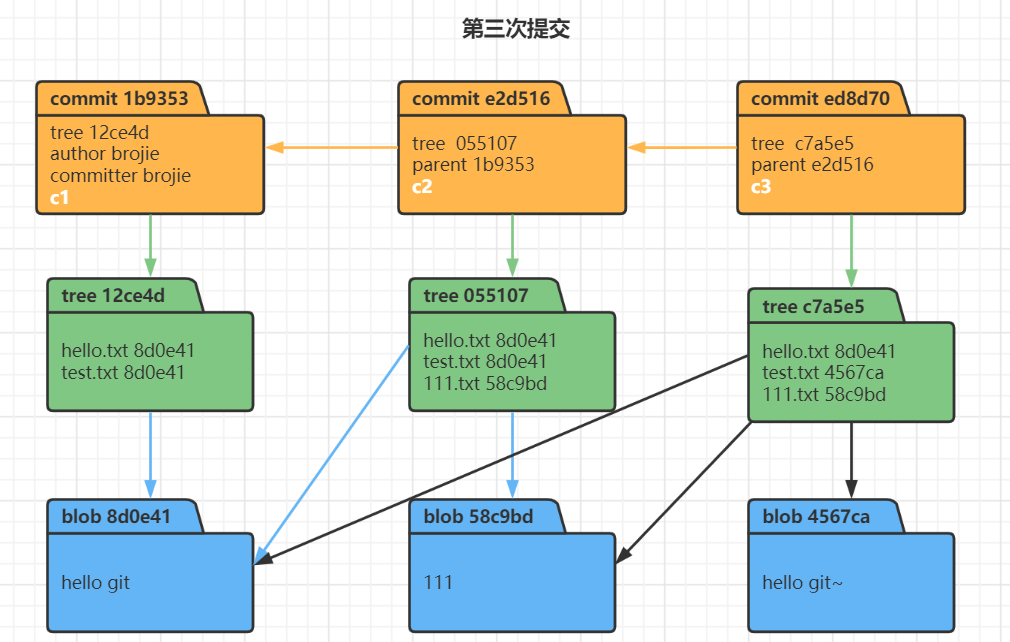 第三次提交
commit 1b9353
tree 12ce4d
author brojie
committer brojie
c1
commit e2d516
tree  055107
parent 1b9353
c2
commit ed8d70
tree  c7a5e5
parent e2d516
c3
tree 12ce4d
hello.txt 8d0e41
test.txt 8d0e41
tree 055107
hello.txt 8d0e41
test.txt 8d0e41
111.txt 58c9bd
tree c7a5e5
hello.txt 8d0e41
test.txt 4567ca
111.txt 58c9bd
blob 8d0e41
hello git
blob 58c9bd
111
blob 4567ca
hello git~